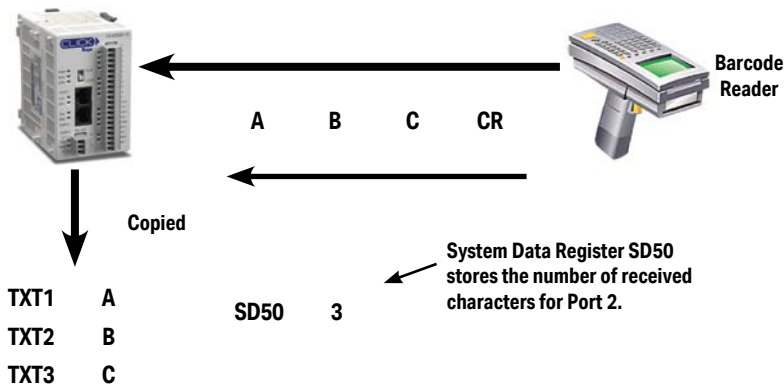 CLICK
Barcode
Reader
A B C CR
Copied
System Data Register SD50
stores the number of received
characters for Port 2.
TXT1 A
SD50 3
TXT2 B
TXT3 C